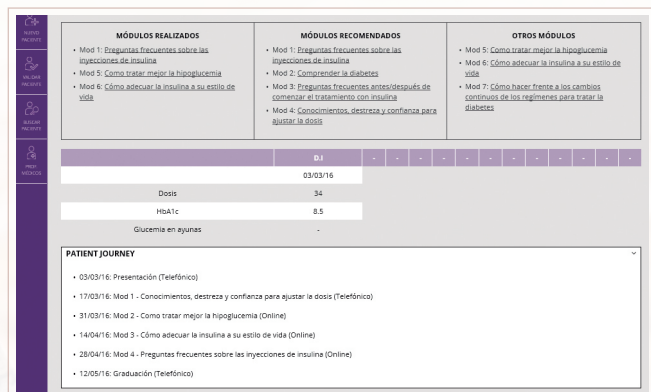 NUEVO
PACIENTE
VALIDAR
PACIENTE
BUSCAR
PACIENTE
PROF.
MÉDICOS
MÓDULOS REALIZADOS
• Mod 1: Preguntas frecuentes sobre las
inyecciones de insulina
• Mod 5: Como tratar mejor la hipoglucemia
• Mod 6: Cómo adecuar la insulina a su estilo de
vida
MÓDULOS RECOMENDADOS
• Mod 1: Preguntas frecuentes sobre las
inyecciones de insulina
• Mod 2: Comprender la diabetes
• Mod 3: Preguntas frecuentes antes/después de
comenzar el tratamiento con insulina
• Mod 4: Conocimientos, destreza y confianza para
ajustar la dosis
OTROS MÓDULOS
• Mod 5: Como tratar mejor la hipoglucemia
• Mod 6: Cómo adecuar la insulina a su estilo de
vida
• Mod 7: Cómo hacer frente a los cambios
continuos de los regímenes para tratar la
diabetes
D.I - - - - - - - - - - - -
03/03/16
Dosis 34
HbA1c 8.5
Glucemia en ayunas -
PATIENT JOURNEY
• 03/03/16: Presentación (Telefónico)
• 17/03/16: Mod 1 - Conocimientos, destreza y confianza para ajustar la dosis (Telefónico)
• 31/03/16: Mod 2 - Como tratar mejor la hipoglucemia (Online)
• 14/04/16: Mod 3 - Cómo adecuar la insulina a su estilo de vida (Online)
• 28/04/16: Mod 4 - Preguntas frecuentes sobre las inyecciones de insulina (Online)
• 12/05/16: Graduación (Telefónico)